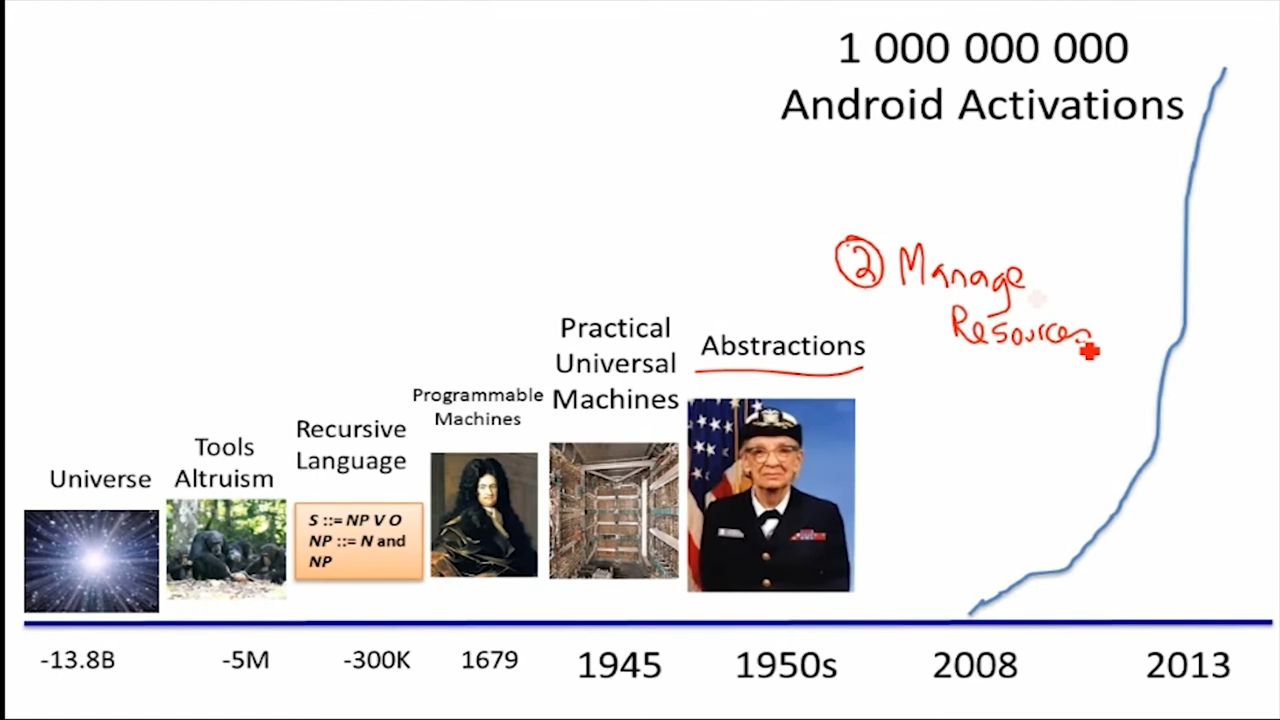 1 000 000 000
Android Activations
② Manage
Resources
Practical
Universal
Machines
Abstractions
Programmable
Machines
Recursive
Language
Tools
Altruism
Universe
S ::= NP V O
NP ::= N and
NP
-13.8B
-5M
-300K
1679
1945
1950s
2008
2013